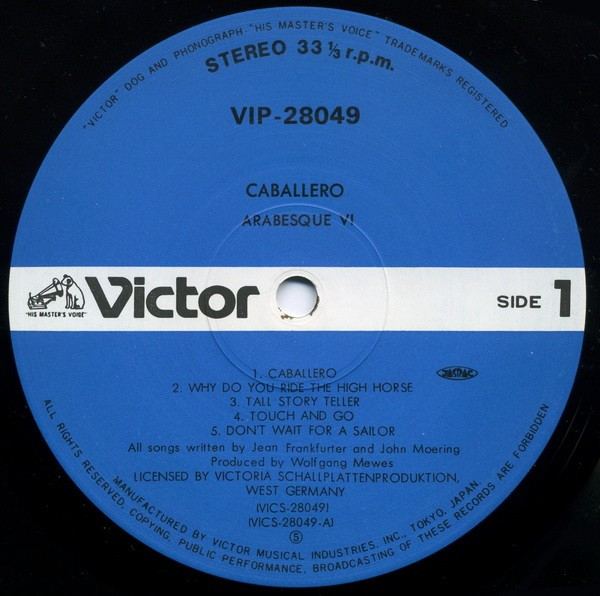 "VICTOR" DOG AND PHONOGRAPH-"HIS MASTER'S VOICE" TRADEMARKS REGISTERED
STEREO 33 ⅓ r.p.m.
VIP-28049
CABALLERO
ARABESQUE VI
"HIS MASTER'S VOICE"
Victor
SIDE 1
1. CABALLERO
2. WHY DO YOU RIDE THE HIGH HORSE
3. TALL STORY TELLER
4. TOUCH AND GO
5. DON'T WAIT FOR A SAILOR
JASRAC
All songs written by Jean Frankfurter and John Moering
Produced by Wolfgang Mewes
LICENSED BY VICTORIA SCHALLPLATTENPRODUKTION,
WEST GERMANY
(VICS-28049)
(VICS-28049-A)
⑤
MANUFACTURED BY VICTOR MUSICAL INDUSTRIES, INC., TOKYO, JAPAN
ALL RIGHTS RESERVED. COPYING, PUBLIC PERFORMANCE, BROADCASTING OF THESE RECORDS ARE FORBIDDEN